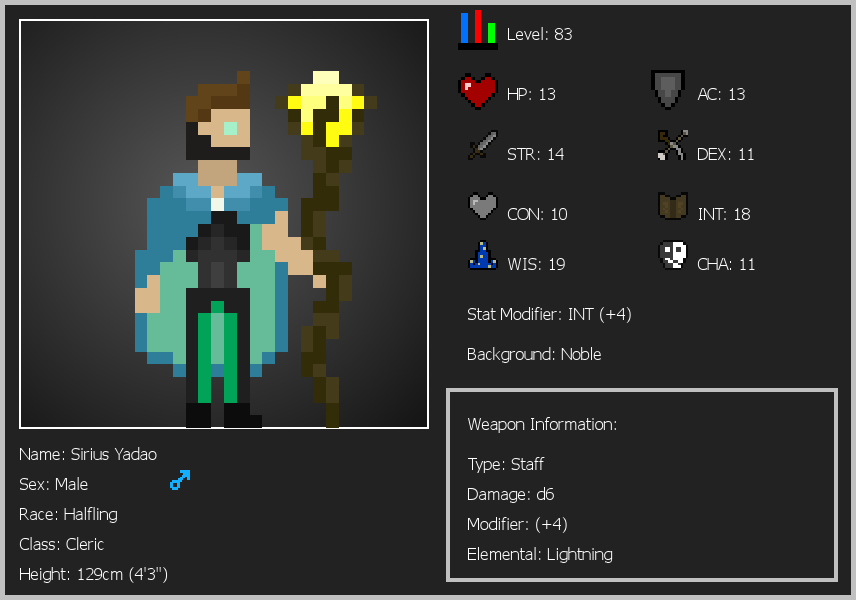 Level: 83
HP: 13
AC: 13
STR: 14
DEX: 11
CON: 10
INT: 18
WIS: 19
CHA: 11
Stat Modifier: INT (+4)
Background: Noble
Weapon Information:
Type: Staff
Damage: d6
Modifier: (+4)
Elemental: Lightning
Name: Sirius Yadao
Sex: Male
Race: Halfling
Class: Cleric
Height: 129cm (4'3")